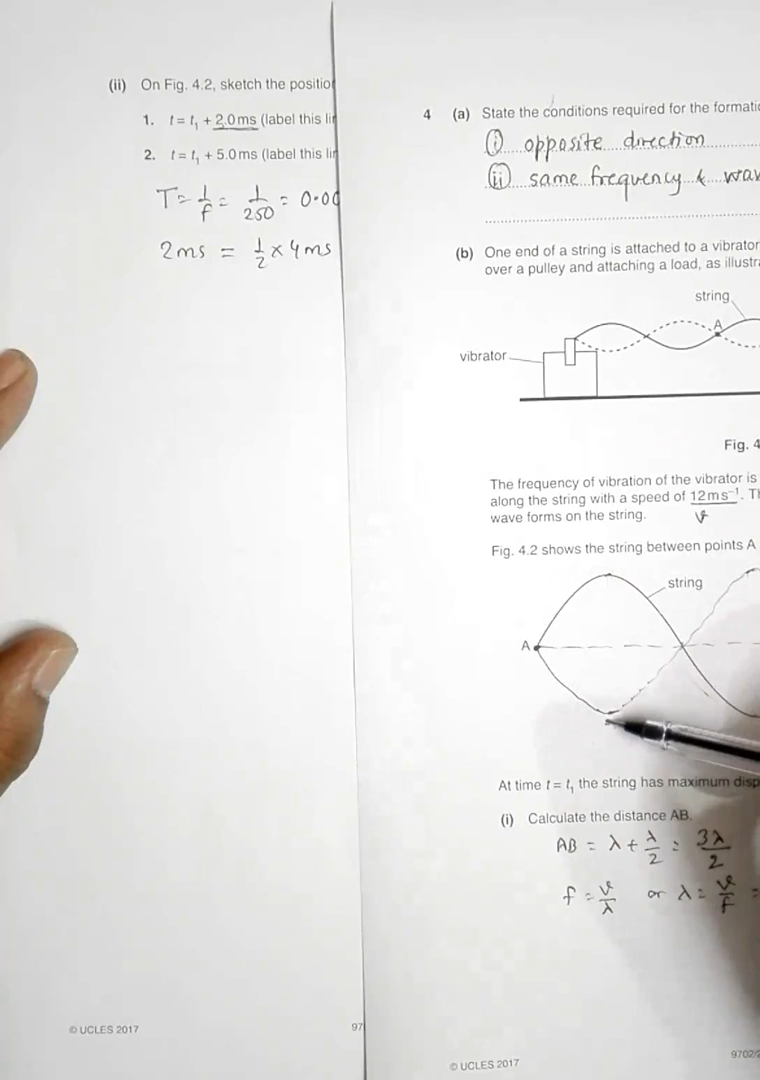 (ii) On Fig. 4.2, sketch the positio
1. t = t₁ + 2.0 ms (label this li
2. t = t₁ + 5.0 ms (label this li
T = 1/f = 1/250 = 0.00
2ms = 1/2 × 4ms
© UCLES 2017
97
4 (a) State the conditions required for the formati
(i) opposite direction
(ii) same frequency & wav
(b) One end of a string is attached to a vibrator
over a pulley and attaching a load, as illustr
string
A
vibrator
Fig. 4
The frequency of vibration of the vibrator is
along the string with a speed of 12 m s⁻¹. Th
wave forms on the string.
v
Fig. 4.2 shows the string between points A
string
A
At time t = t₁ the string has maximum disp
(i) Calculate the distance AB.
AB = λ + λ/2 = 3λ/2
f = v/λ or λ = v/f =
© UCLES 2017
9702/2